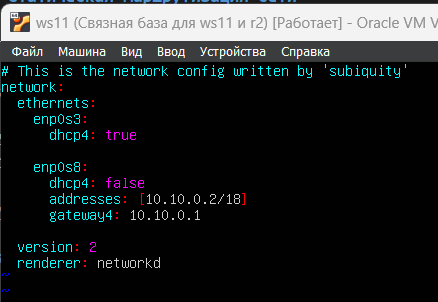 ws11 (Связная база для ws11 и r2) [Работает] - Oracle VM V
Файл Машина Вид Ввод Устройства Справка
# This is the network config written by 'subiquity'
network:
  ethernets:
    enp0s3:
      dhcp4: true
    enp0s8:
      dhcp4: false
      addresses: [10.10.0.2/18]
      gateway4: 10.10.0.1
  version: 2
  renderer: networkd
~
~